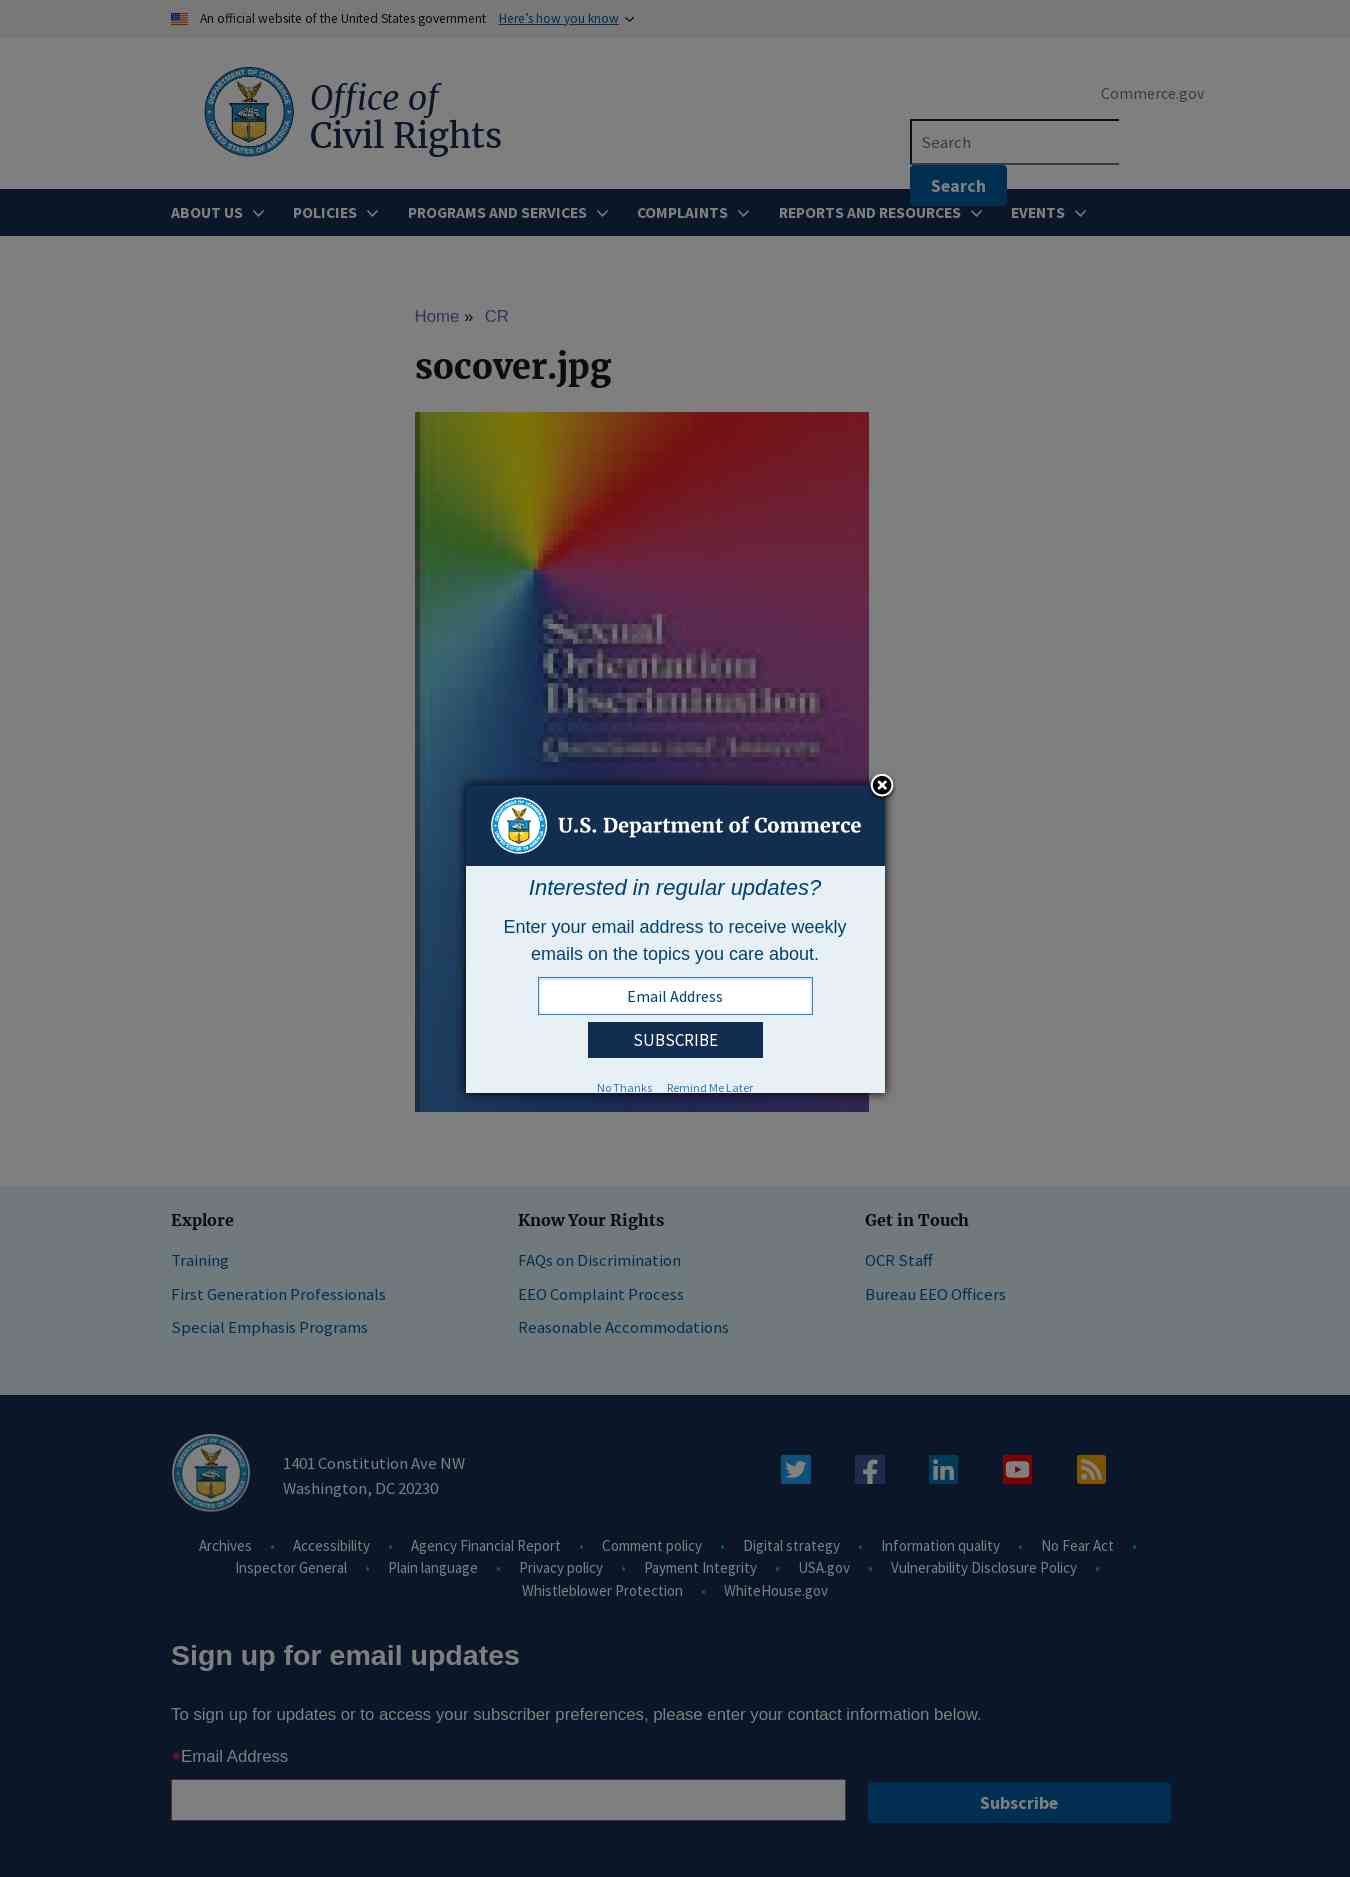 An official website of the United States government Here’s how you know
Office of
Civil Rights
Commerce.gov
Search
Search
ABOUT US POLICIES PROGRAMS AND SERVICES COMPLAINTS REPORTS AND RESOURCES EVENTS
Home » CR
socover.jpg
Sexual
Orientation
Discrimination
Questions and Answers
U.S. Department of Commerce
Interested in regular updates?
Enter your email address to receive weekly
emails on the topics you care about.
Email Address
SUBSCRIBE
No Thanks Remind Me Later
Explore
Training
First Generation Professionals
Special Emphasis Programs
Know Your Rights
FAQs on Discrimination
EEO Complaint Process
Reasonable Accommodations
Get in Touch
OCR Staff
Bureau EEO Officers
1401 Constitution Ave NW
Washington, DC 20230
Archives • Accessibility • Agency Financial Report • Comment policy • Digital strategy • Information quality • No Fear Act •
Inspector General • Plain language • Privacy policy • Payment Integrity • USA.gov • Vulnerability Disclosure Policy •
Whistleblower Protection • WhiteHouse.gov
Sign up for email updates
To sign up for updates or to access your subscriber preferences, please enter your contact information below.
*Email Address
Subscribe